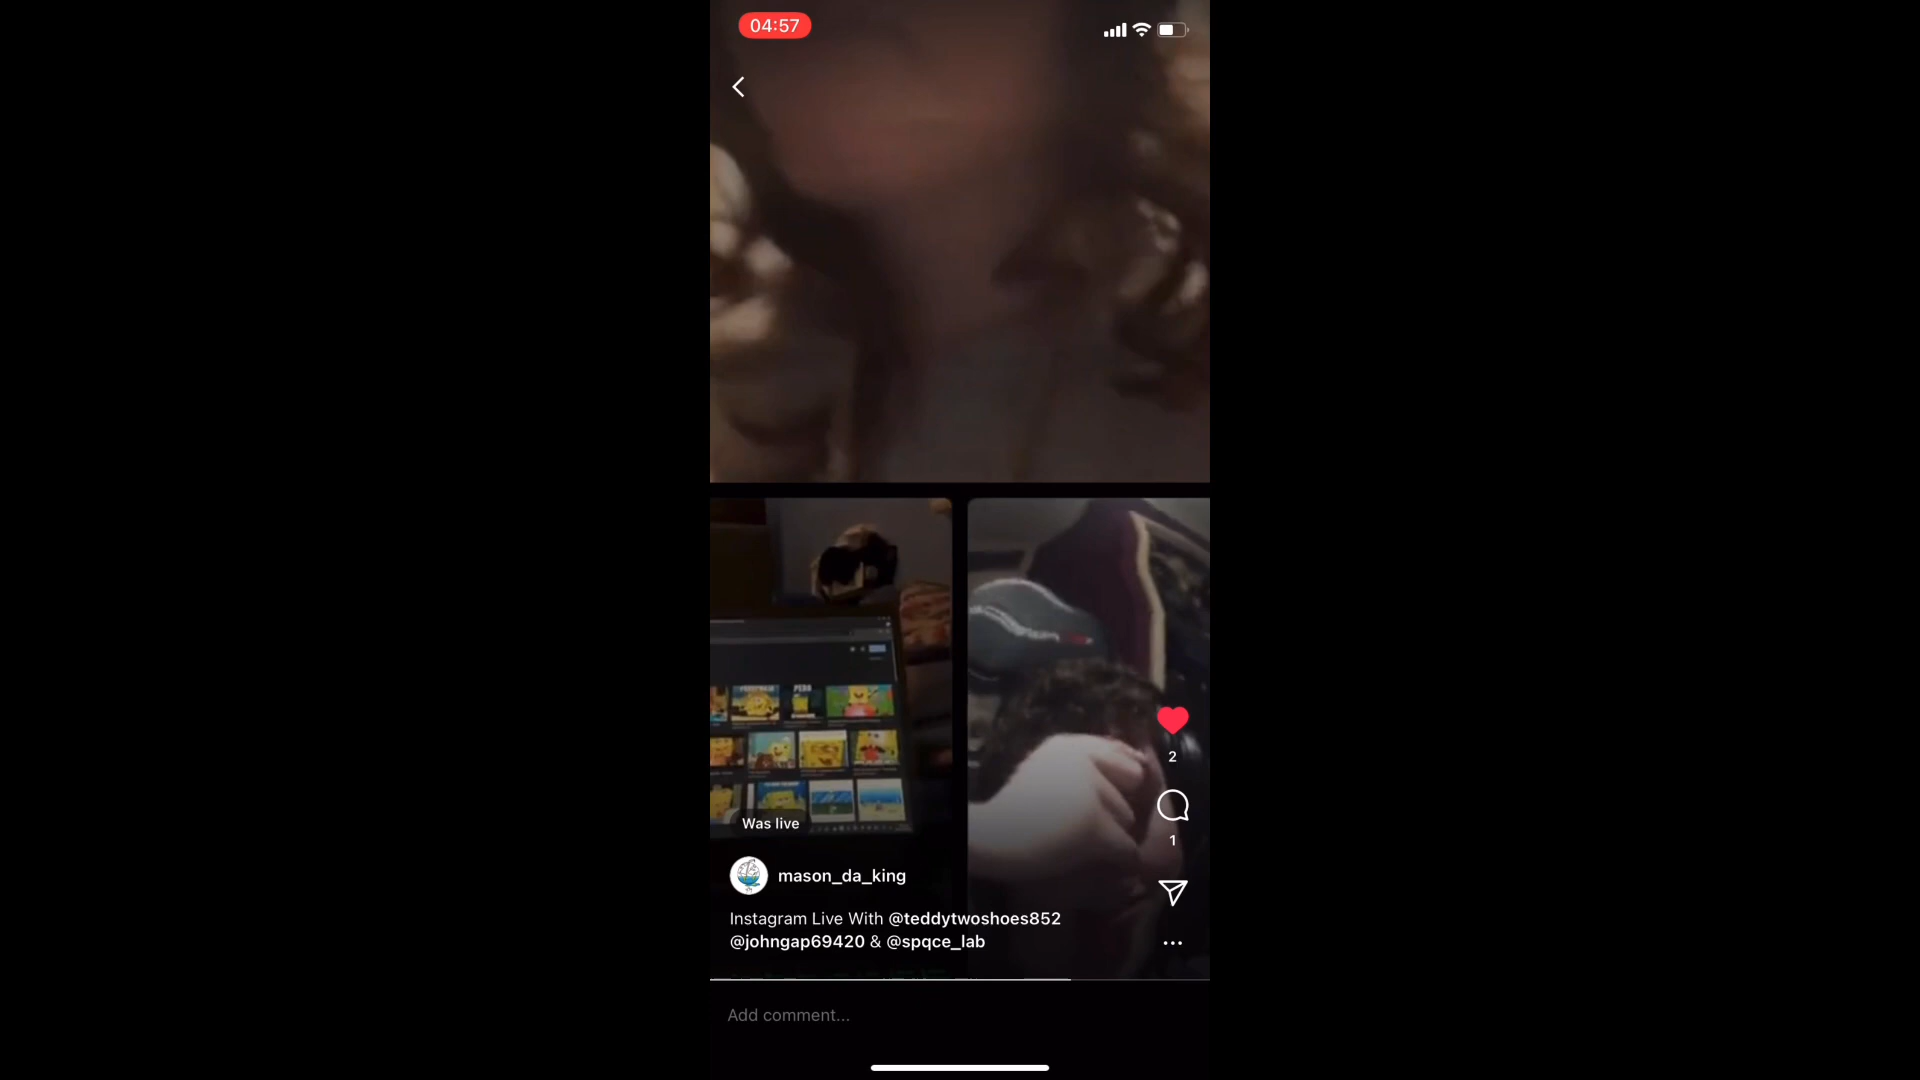 04:57
Was live
2
1
mason_da_king
Instagram Live With @teddytwoshoes852
@johngap69420 & @spqce_lab
Add comment...